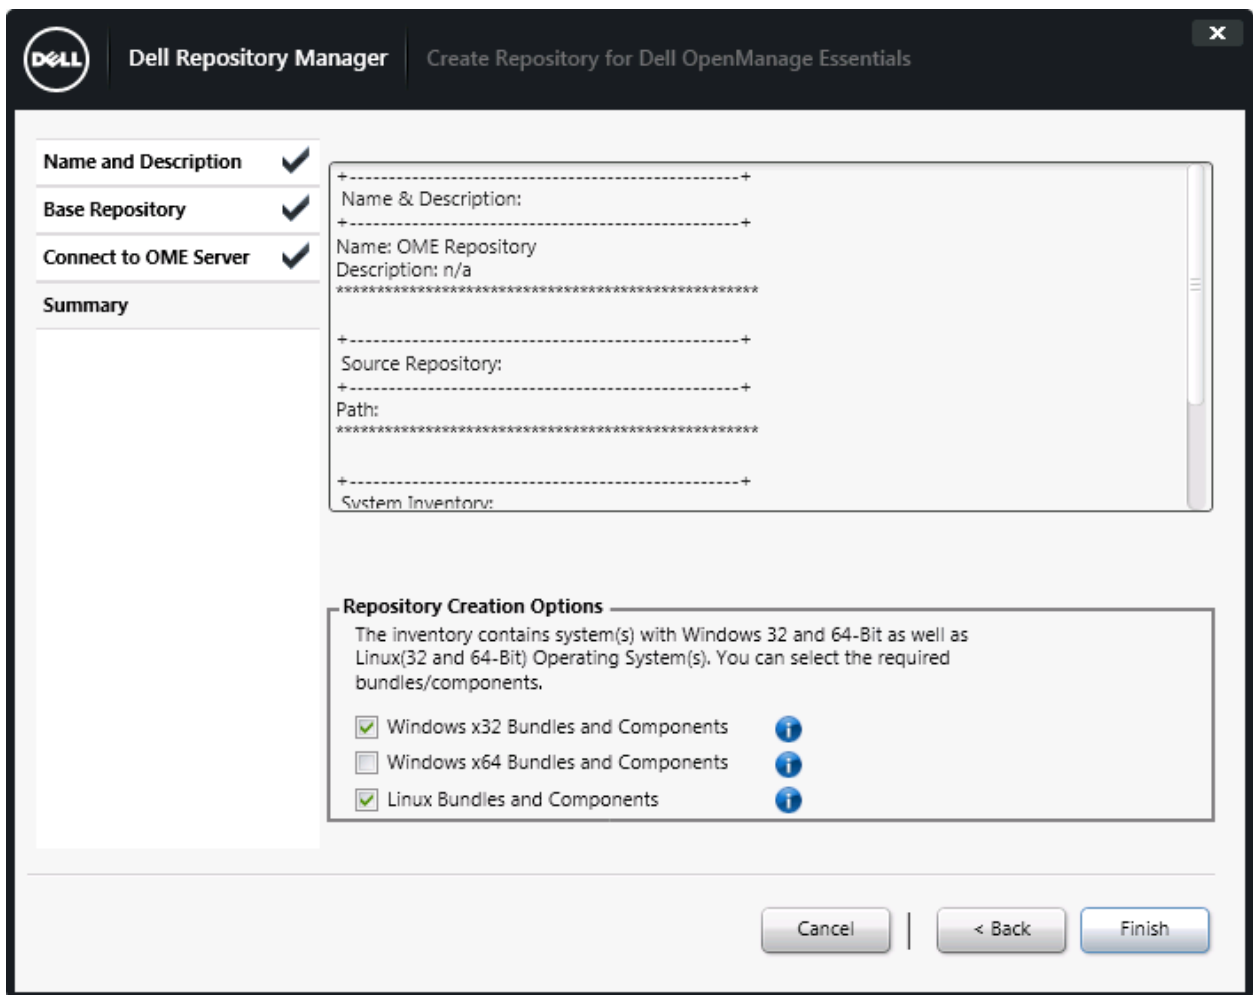 DELL
Dell Repository Manager
Create Repository for Dell OpenManage Essentials
x
Name and Description
Base Repository
Connect to OME Server
Summary
+--------------------------------------------------+
Name & Description:
+--------------------------------------------------+
Name: OME Repository
Description: n/a
****************************************************
+--------------------------------------------------+
Source Repository:
+--------------------------------------------------+
Path:
****************************************************
+--------------------------------------------------+
System Inventory:
Repository Creation Options
The inventory contains system(s) with Windows 32 and 64-Bit as well as
Linux(32 and 64-Bit) Operating System(s). You can select the required
bundles/components.
Windows x32 Bundles and Components
Windows x64 Bundles and Components
Linux Bundles and Components
Cancel
< Back
Finish